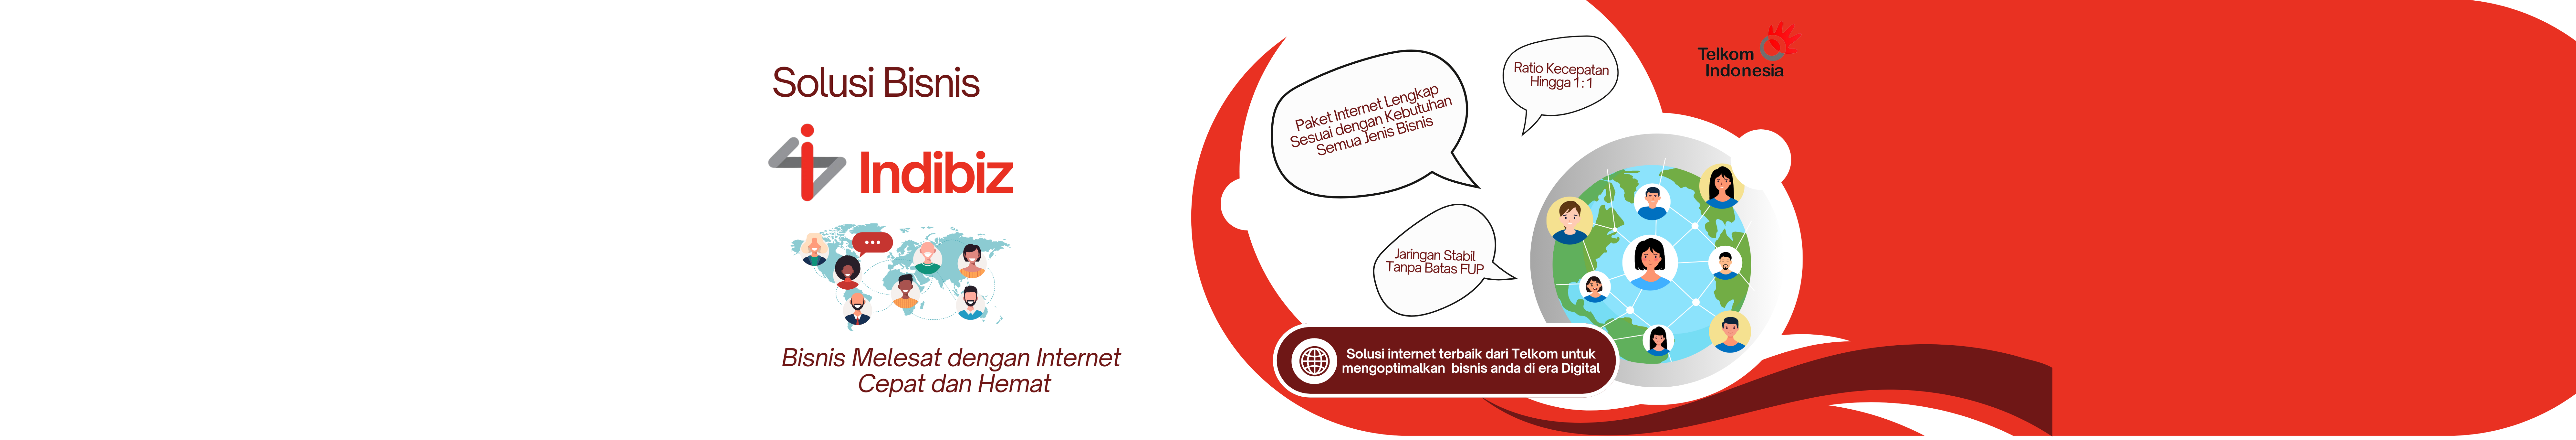 Solusi Bisnis
Indibiz
Bisnis Melesat dengan Internet
Cepat dan Hemat
Paket Internet Lengkap
Sesuai dengan Kebutuhan
Semua Jenis Bisnis
Ratio Kecepatan
Hingga 1 : 1
Jaringan Stabil
Tanpa Batas FUP
Solusi internet terbaik dari Telkom untuk
mengoptimalkan bisnis anda di era Digital
Telkom
Indonesia